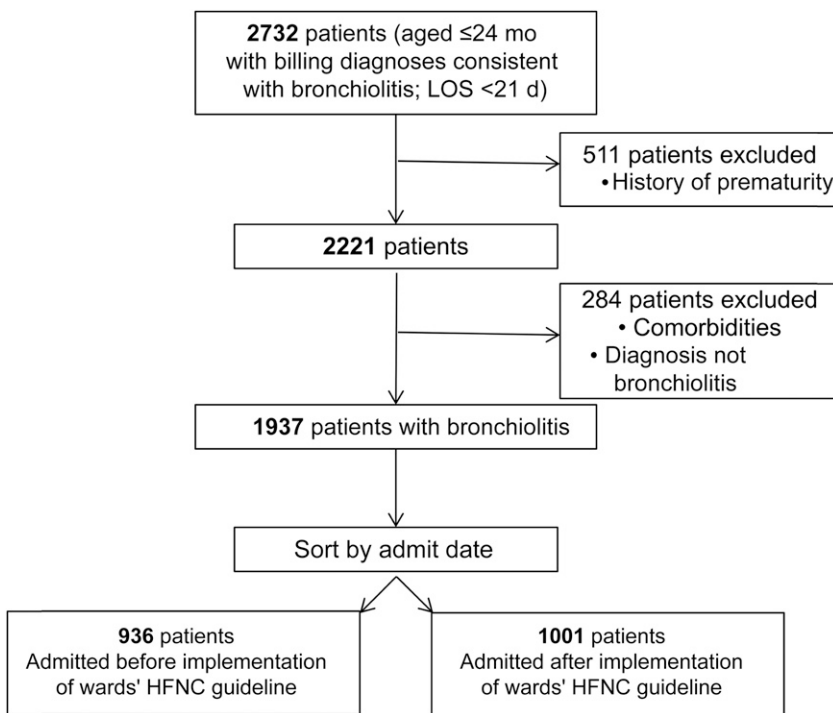 2732 patients (aged ≤24 mo
with billing diagnoses consistent
with bronchiolitis; LOS <21 d)
511 patients excluded
• History of prematurity
2221 patients
284 patients excluded
• Comorbidities
• Diagnosis not
bronchiolitis
1937 patients with bronchiolitis
Sort by admit date
936 patients
Admitted before implementation
of wards' HFNC guideline
1001 patients
Admitted after implementation
of wards' HFNC guideline